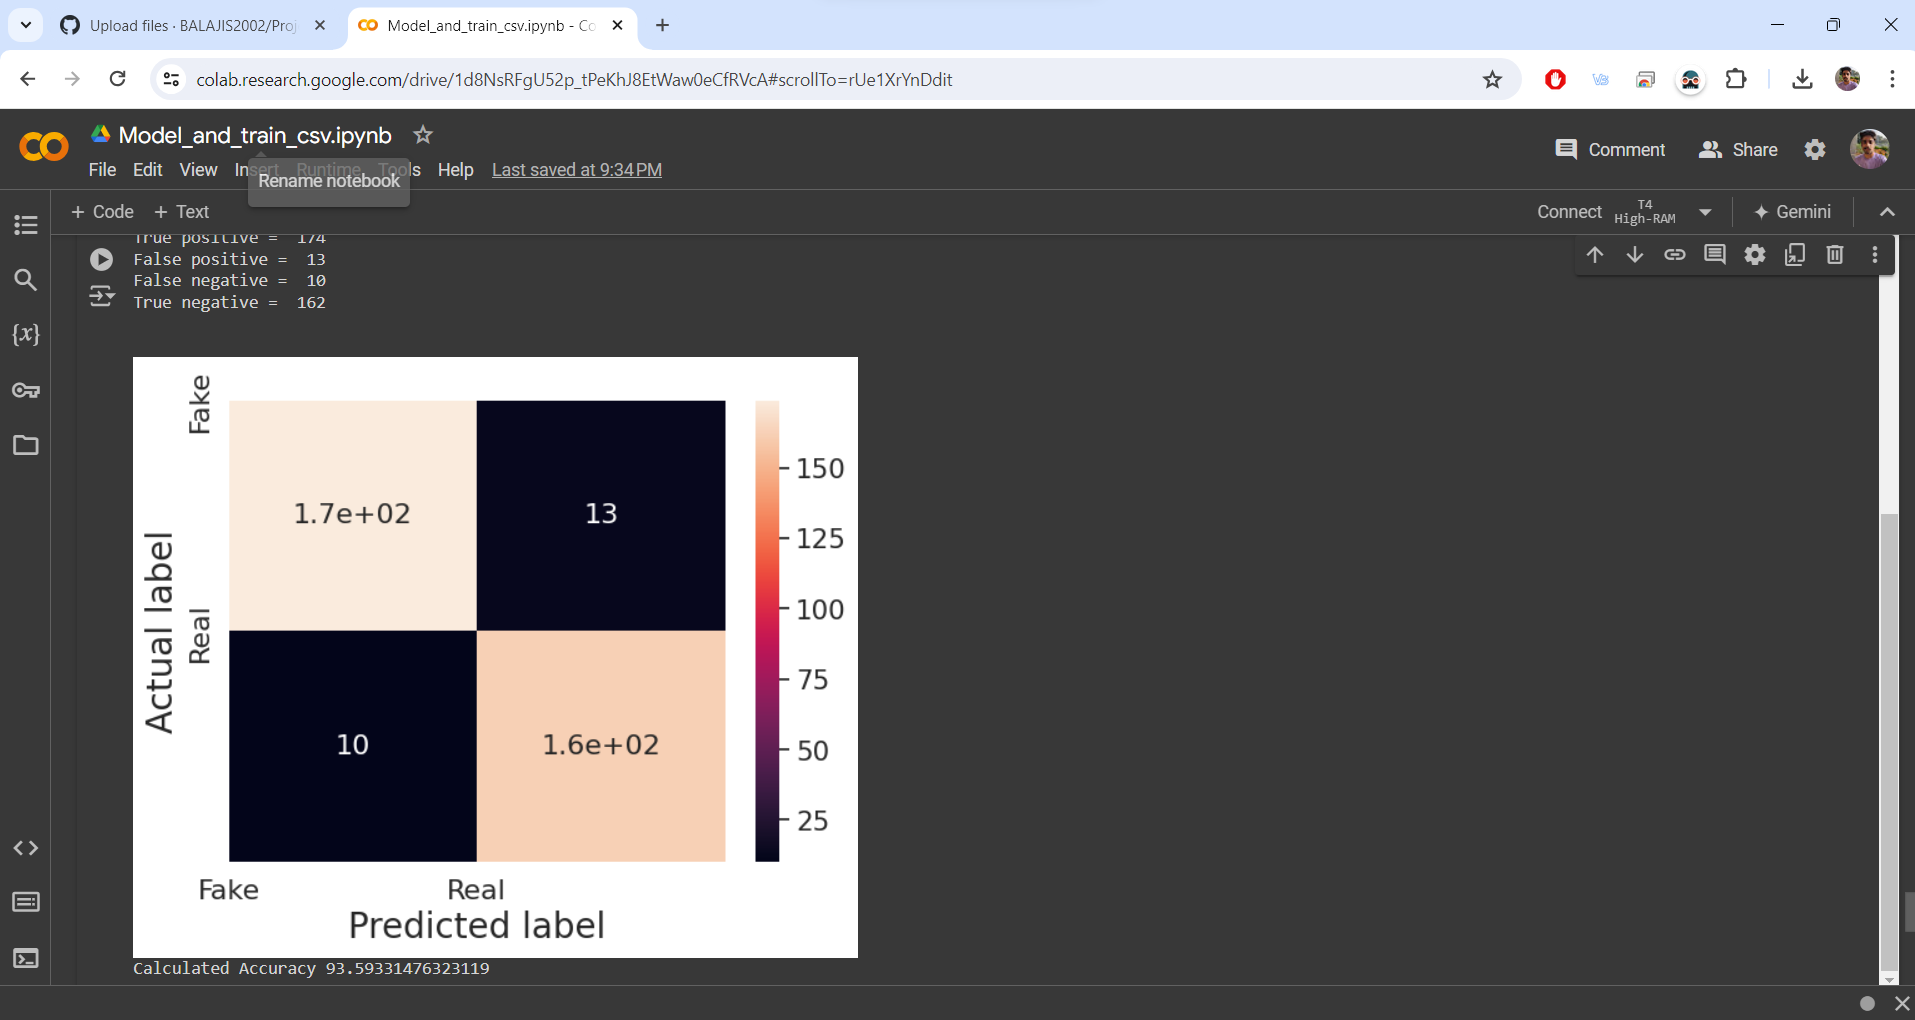 Upload files · BALAJIS2002/Proj
Model_and_train_csv.ipynb - Co
colab.research.google.com/drive/1d8NsRFgU52p_tPeKhJ8EtWaw0eCfRVcA#scrollTo=rUe1XrYnDdit
CO Model_and_train_csv.ipynb
File Edit View Insert Runtime Tools Help Last saved at 9:34 PM
Comment Share
Rename notebook
+ Code + Text
Connect T4 High-RAM Gemini
True positive = 174
False positive = 13
False negative = 10
True negative = 162
{x}
Fake
Real
Actual label
1.7e+02 13
10 1.6e+02
150
125
100
75
50
25
Fake Real
Predicted label
Calculated Accuracy 93.59331476323119